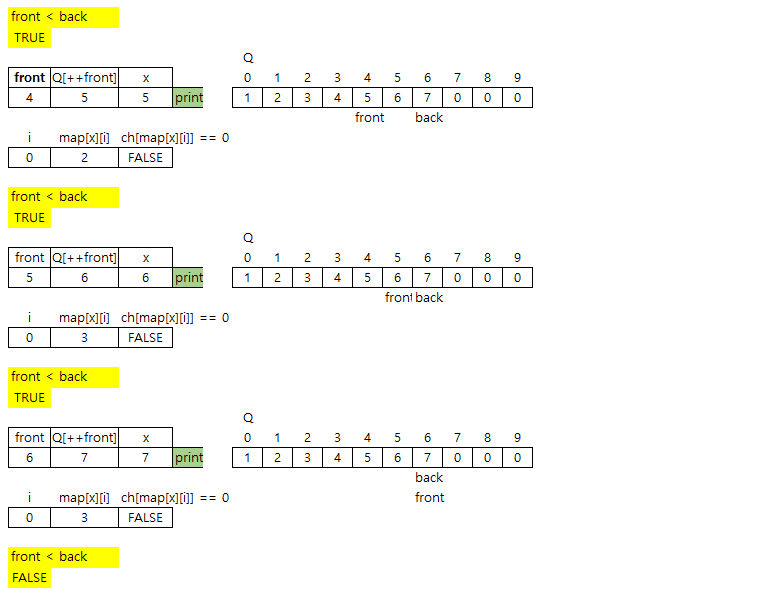 front < back
TRUE
Q
front Q[++front] x 0 1 2 3 4 5 6 7 8 9
4 5 5 print 1 2 3 4 5 6 7 0 0 0
front back
i map[x][i] ch[map[x][i]] == 0
0 2 FALSE
front < back
TRUE
Q
front Q[++front] x 0 1 2 3 4 5 6 7 8 9
5 6 6 print 1 2 3 4 5 6 7 0 0 0
front back
i map[x][i] ch[map[x][i]] == 0
0 3 FALSE
front < back
TRUE
Q
front Q[++front] x 0 1 2 3 4 5 6 7 8 9
6 7 7 print 1 2 3 4 5 6 7 0 0 0
back
i map[x][i] ch[map[x][i]] == 0 front
0 3 FALSE
front < back
FALSE